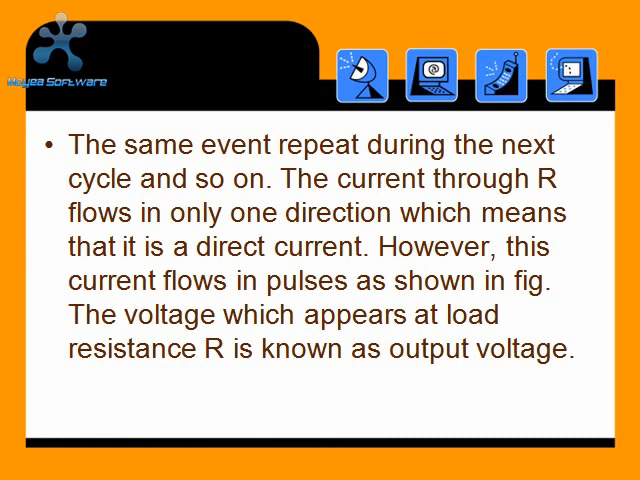 Moyea Software
• The same event repeat during the next
cycle and so on. The current through R
flows in only one direction which means
that it is a direct current. However, this
current flows in pulses as shown in fig.
The voltage which appears at load
resistance R is known as output voltage.